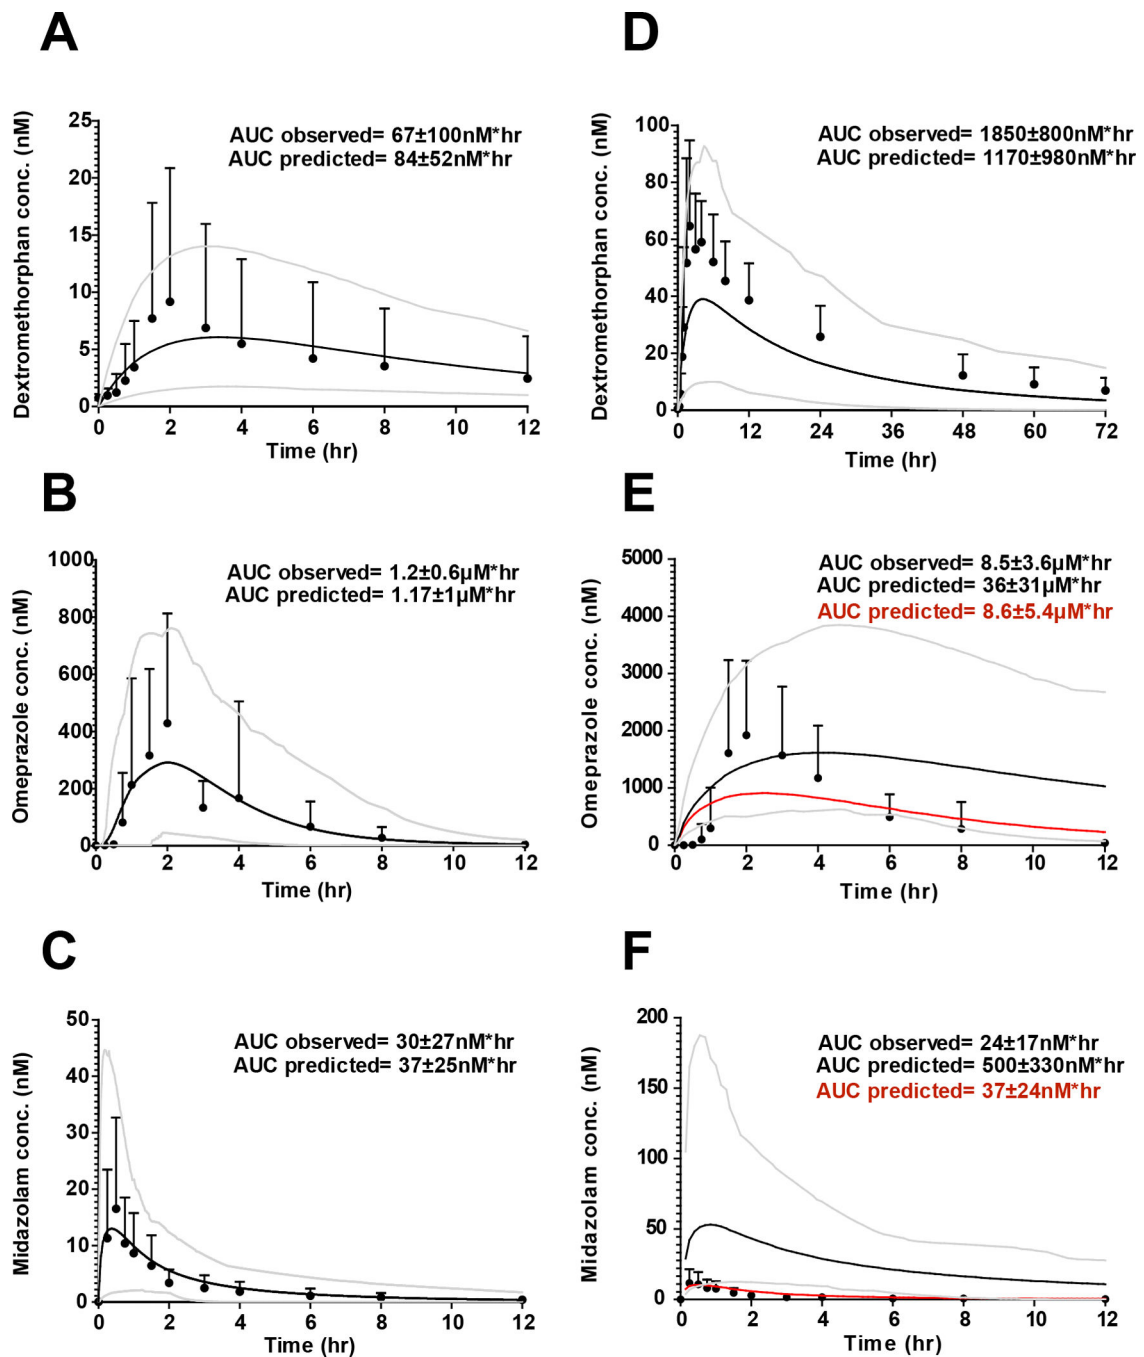 A
Dextromethorphan conc. (nM)
25
20
15
10
5
0
AUC observed= 67±100nM*hr
AUC predicted= 84±52nM*hr
0 2 4 6 8 10 12
Time (hr)
D
Dextromethorphan conc. (nM)
100
80
60
40
20
0
AUC observed= 1850±800nM*hr
AUC predicted= 1170±980nM*hr
0 12 24 36 48 60 72
Time (hr)
B
Omeprazole conc. (nM)
1000
800
600
400
200
0
AUC observed= 1.2±0.6µM*hr
AUC predicted= 1.17±1µM*hr
0 2 4 6 8 10 12
Time (hr)
E
Omeprazole conc. (nM)
5000
4000
3000
2000
1000
0
AUC observed= 8.5±3.6µM*hr
AUC predicted= 36±31µM*hr
AUC predicted= 8.6±5.4µM*hr
0 2 4 6 8 10 12
Time (hr)
C
Midazolam conc. (nM)
50
40
30
20
10
0
AUC observed= 30±27nM*hr
AUC predicted= 37±25nM*hr
0 2 4 6 8 10 12
Time (hr)
F
Midazolam conc. (nM)
200
150
100
50
0
AUC observed= 24±17nM*hr
AUC predicted= 500±330nM*hr
AUC predicted= 37±24nM*hr
0 2 4 6 8 10 12
Time (hr)